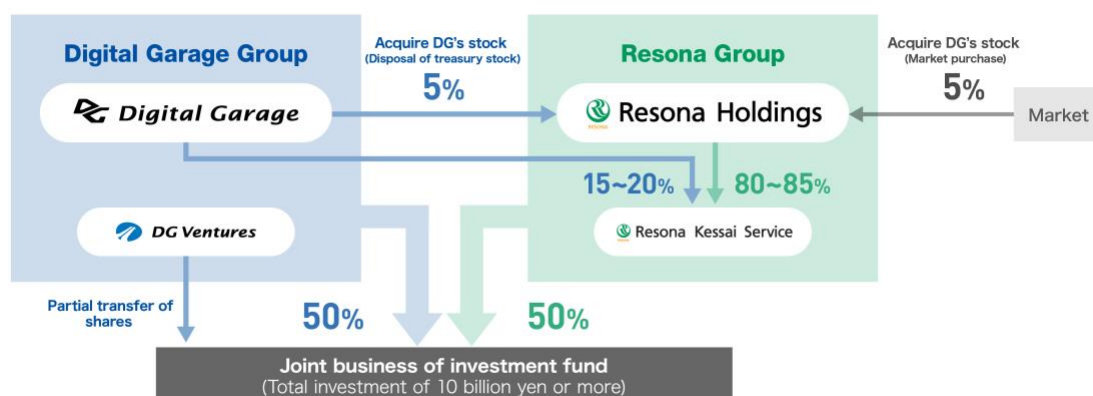 Digital Garage Group
Acquire DG's stock
(Disposal of treasury stock)
5%
Resona Group
Acquire DG's stock
(Market purchase)
5%
DG Digital Garage
RESONA
Resona Holdings
Market
15~20%
80~85%
DG Ventures
Resona Kessai Service
Partial transfer of
shares
50%
50%
Joint business of investment fund
(Total investment of 10 billion yen or more)